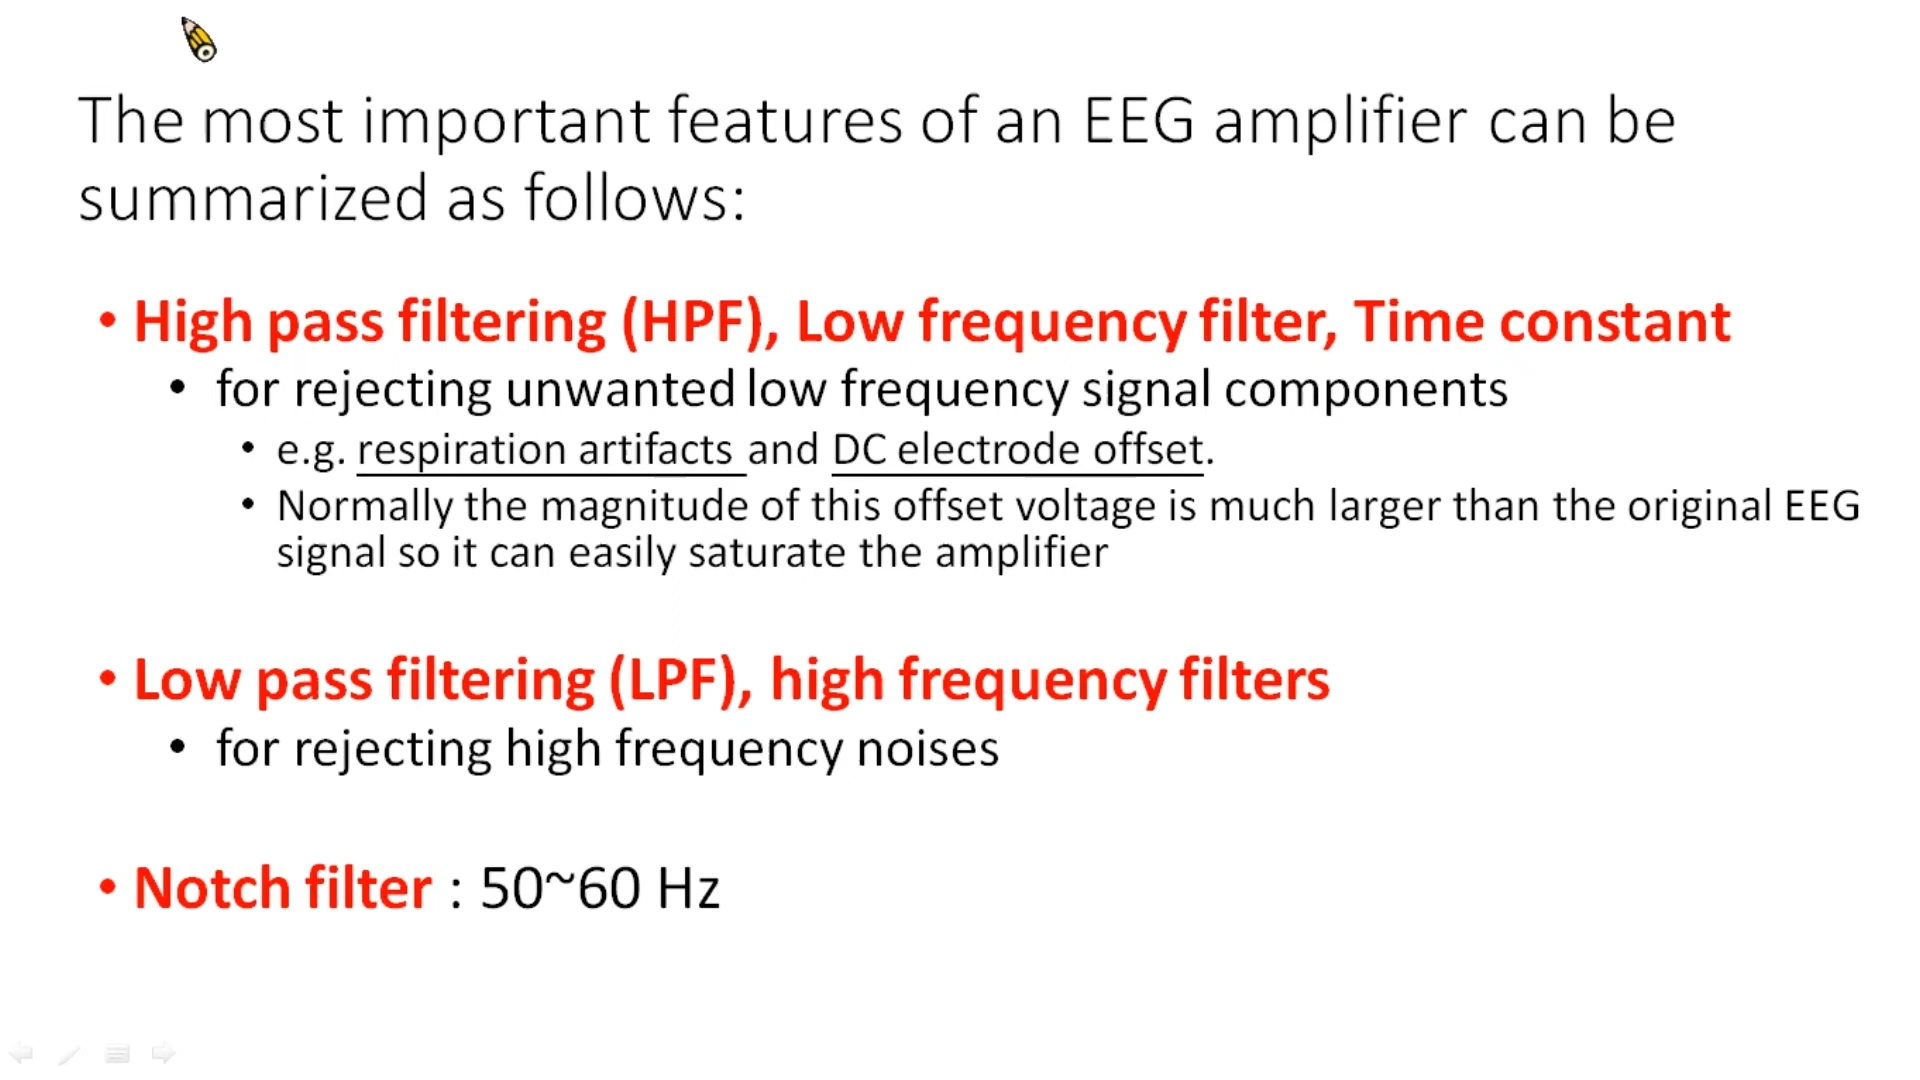 The most important features of an EEG amplifier can be
summarized as follows:
• High pass filtering (HPF), Low frequency filter, Time constant
• for rejecting unwanted low frequency signal components
• e.g. respiration artifacts and DC electrode offset.
• Normally the magnitude of this offset voltage is much larger than the original EEG
signal so it can easily saturate the amplifier
• Low pass filtering (LPF), high frequency filters
• for rejecting high frequency noises
• Notch filter : 50~60 Hz